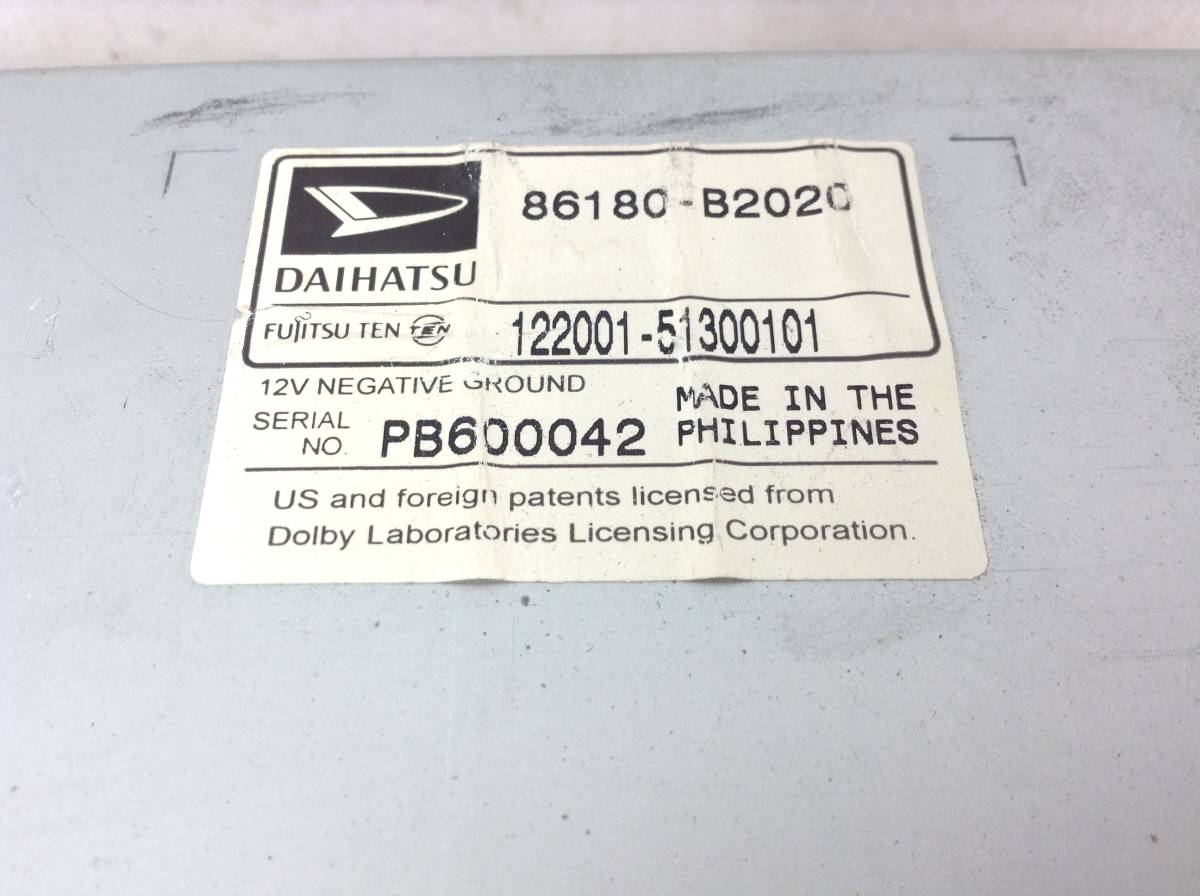 86180-B2020
DAIHATSU
FUJITSU TEN TEN 122001-51300101
12V NEGATIVE GROUND
SERIAL NO. PB600042
MADE IN THE
PHILIPPINES
US and foreign patents licensed from
Dolby Laboratories Licensing Corporation.